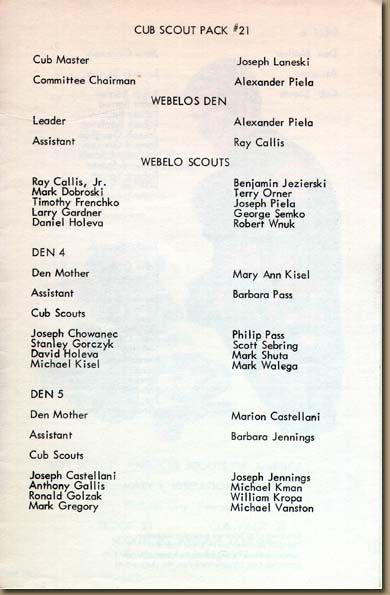 CUB SCOUT PACK #21
Cub Master Joseph Laneski
Committee Chairman Alexander Piela
WEBELOS DEN
Leader Alexander Piela
Assistant Ray Callis
WEBELO SCOUTS
Ray Callis, Jr. Benjamin Jezierski
Mark Dobroski Terry Orner
Timothy Frenchko Joseph Piela
Larry Gardner George Semko
Daniel Holeva Robert Wnuk
DEN 4
Den Mother Mary Ann Kisel
Assistant Barbara Pass
Cub Scouts
Joseph Chowanec Philip Pass
Stanley Gorczyk Scott Sebring
David Holeva Mark Shuta
Michael Kisel Mark Walega
DEN 5
Den Mother Marion Castellani
Assistant Barbara Jennings
Cub Scouts
Joseph Castellani Joseph Jennings
Anthony Gallis Michael Kman
Ronald Golzak William Kropa
Mark Gregory Michael Vanston